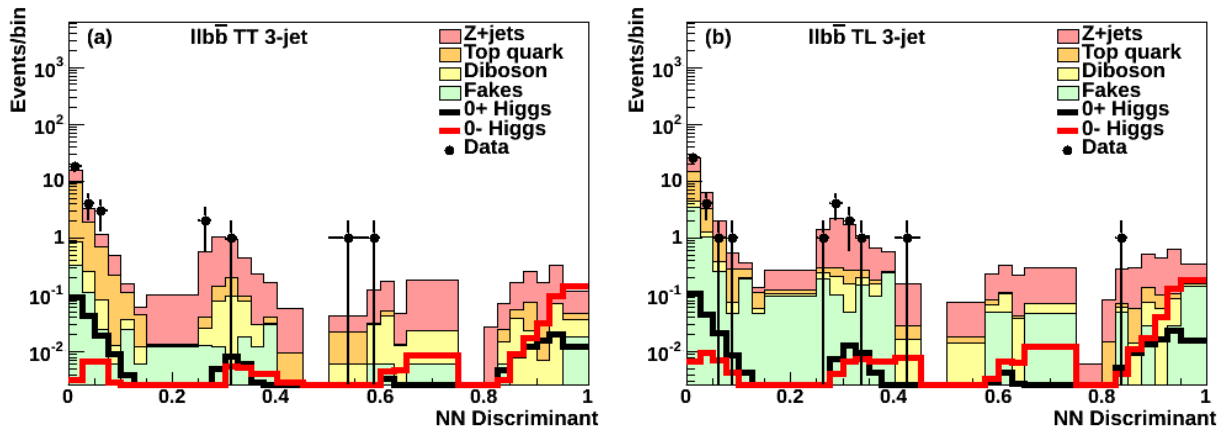 Events/bin
(a)
llbb̄ TT 3-jet
Z+jets
Top quark
Diboson
Fakes
0+ Higgs
0- Higgs
Data
10³
10²
10
1
10⁻¹
10⁻²
0 0.2 0.4 0.6 0.8 1
NN Discriminant
Events/bin
(b)
llbb̄ TL 3-jet
Z+jets
Top quark
Diboson
Fakes
0+ Higgs
0- Higgs
Data
10³
10²
10
1
10⁻¹
10⁻²
0 0.2 0.4 0.6 0.8 1
NN Discriminant